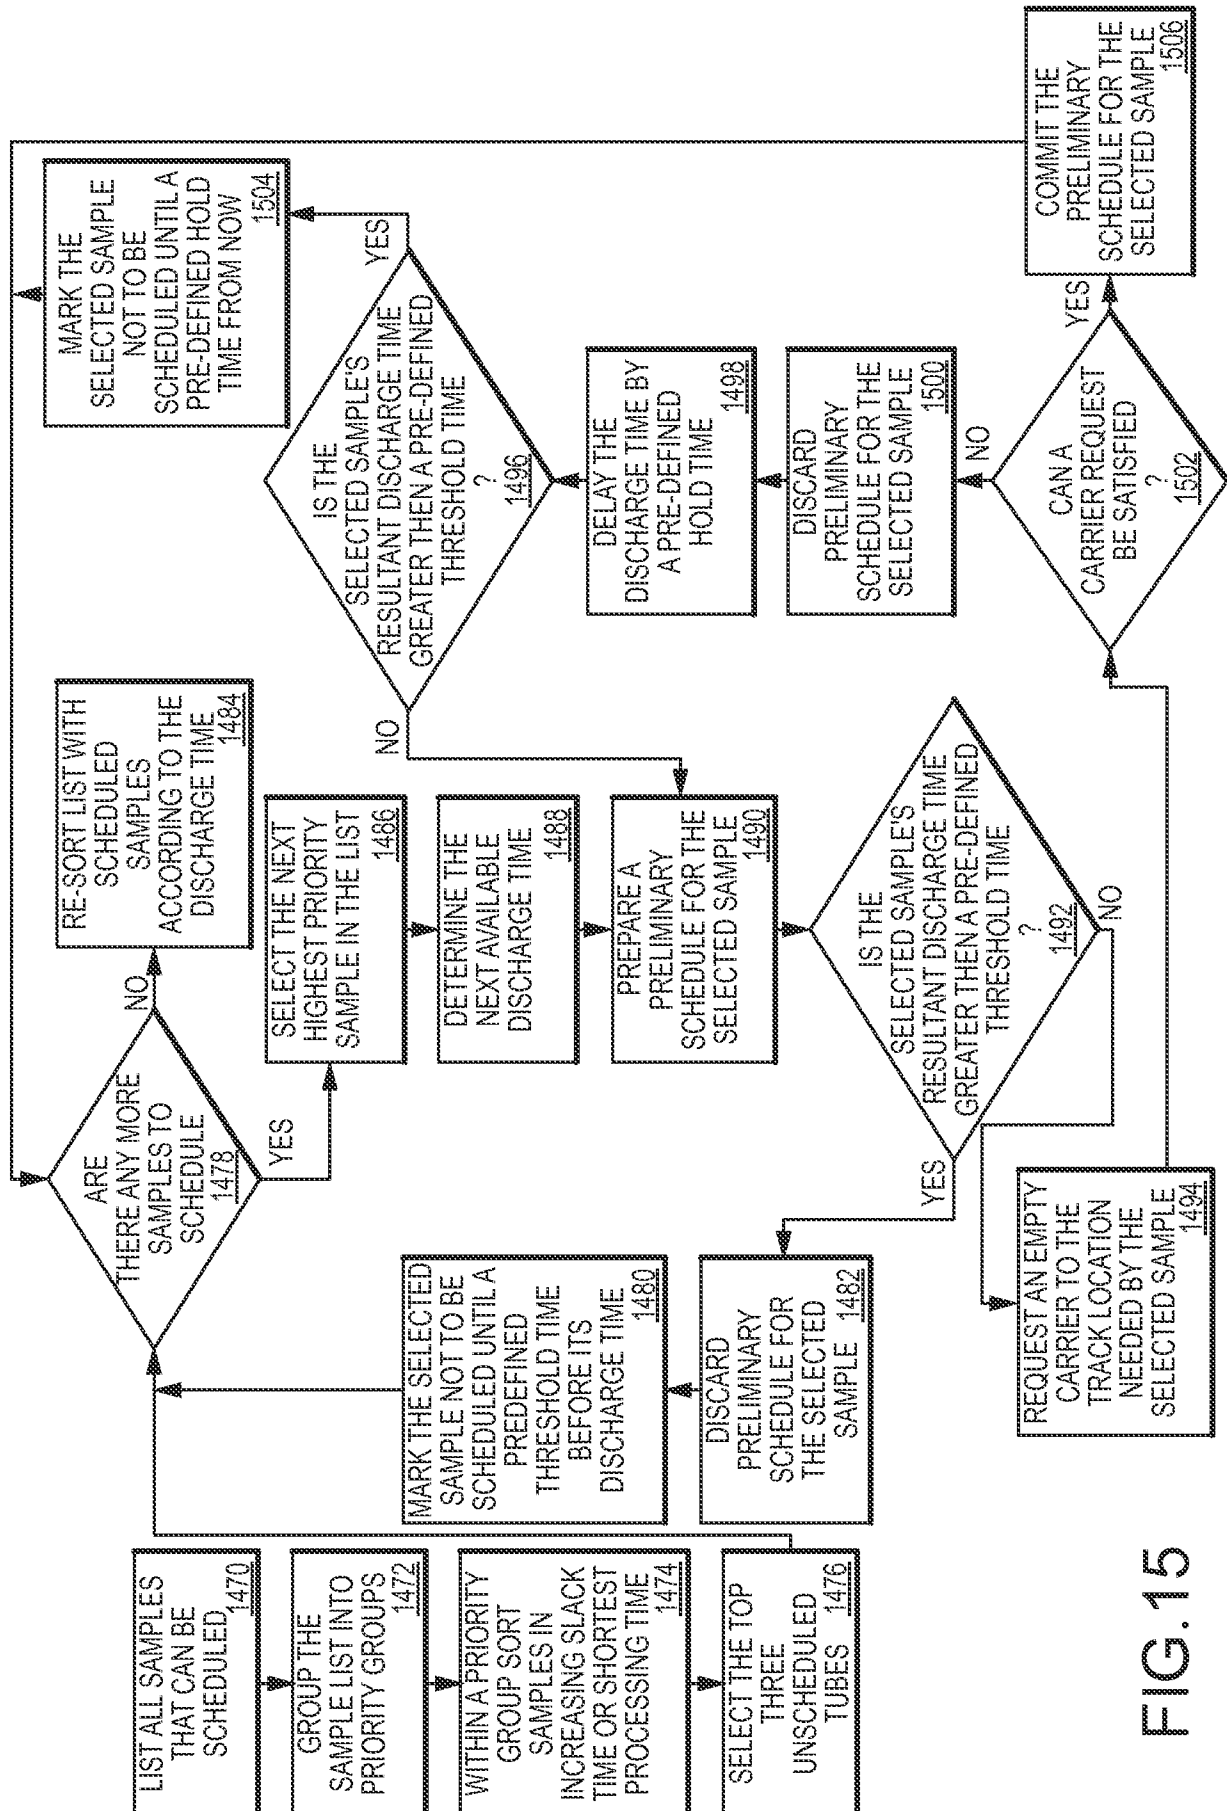 LIST ALL SAMPLES
THAT CAN BE
SCHEDULED
1470
GROUP THE
SAMPLE LIST INTO
PRIORITY GROUPS
1472
WITHIN A PRIORITY
GROUP SORT
SAMPLES IN
INCREASING SLACK
TIME OR SHORTEST
PROCESSING TIME
1474
SELECT THE TOP
THREE
UNSCHEDULED
TUBES
1476
ARE
THERE ANY MORE
SAMPLES TO
SCHEDULE
1478
NO
YES
RE-SORT LIST WITH
SCHEDULED
SAMPLES
ACCORDING TO THE
DISCHARGE TIME
1484
MARK THE SELECTED
SAMPLE NOT TO BE
SCHEDULED UNTIL A
PREDEFINED
THRESHOLD TIME
BEFORE ITS
DISCHARGE TIME
1480
DISCARD
PRELIMINARY
SCHEDULE FOR
THE SELECTED
SAMPLE
1482
SELECT THE NEXT
HIGHEST PRIORITY
SAMPLE IN THE LIST
1486
DETERMINE THE
NEXT AVAILABLE
DISCHARGE TIME
1488
PREPARE A
PRELIMINARY
SCHEDULE FOR THE
SELECTED SAMPLE
1490
IS THE
SELECTED SAMPLE'S
RESULTANT DISCHARGE TIME
GREATER THEN A PRE-DEFINED
THRESHOLD TIME
?
1492
YES
NO
REQUEST AN EMPTY
CARRIER TO THE
TRACK LOCATION
NEEDED BY THE
SELECTED SAMPLE
1494
MARK THE
SELECTED SAMPLE
NOT TO BE
SCHEDULED UNTIL A
PRE-DEFINED HOLD
TIME FROM NOW
1504
IS THE
SELECTED SAMPLE'S
RESULTANT DISCHARGE TIME
GREATER THEN A PRE-DEFINED
THRESHOLD TIME
?
1496
YES
NO
DELAY THE
DISCHARGE TIME BY
A PRE-DEFINED
HOLD TIME
1498
DISCARD
PRELIMINARY
SCHEDULE FOR THE
SELECTED SAMPLE
1500
NO
CAN A
CARRIER REQUEST
BE SATISFIED
?
1502
YES
COMMIT THE
PRELIMINARY
SCHEDULE FOR THE
SELECTED SAMPLE
1506
FIG.15